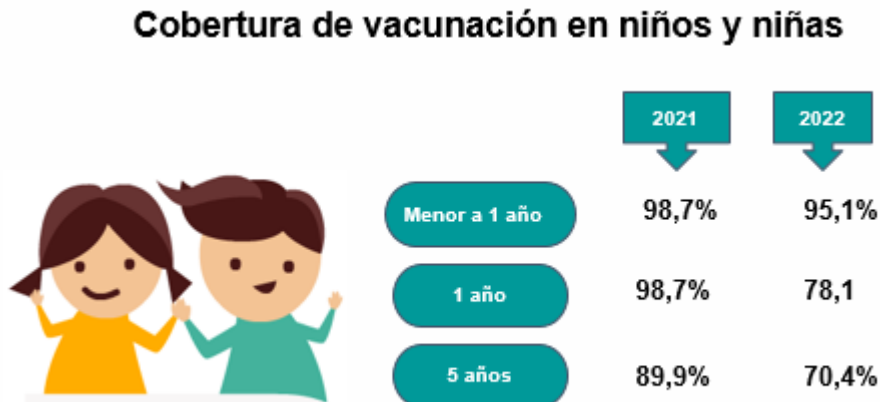 Cobertura de vacunación en niños y niñas
2021 2022
Menor a 1 año 98,7% 95,1%
1 año 98,7% 78,1
5 años 89,9% 70,4%